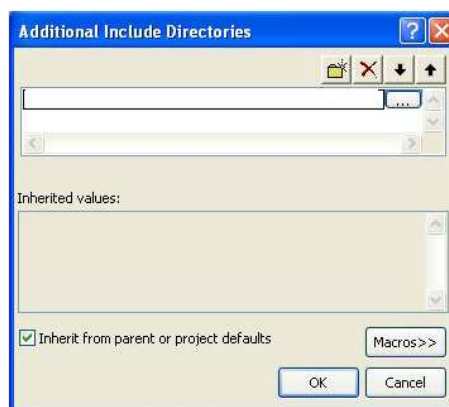 Additional Include Directories
...
Inherited values:
Inherit from parent or project defaults
Macros>>
OK
Cancel